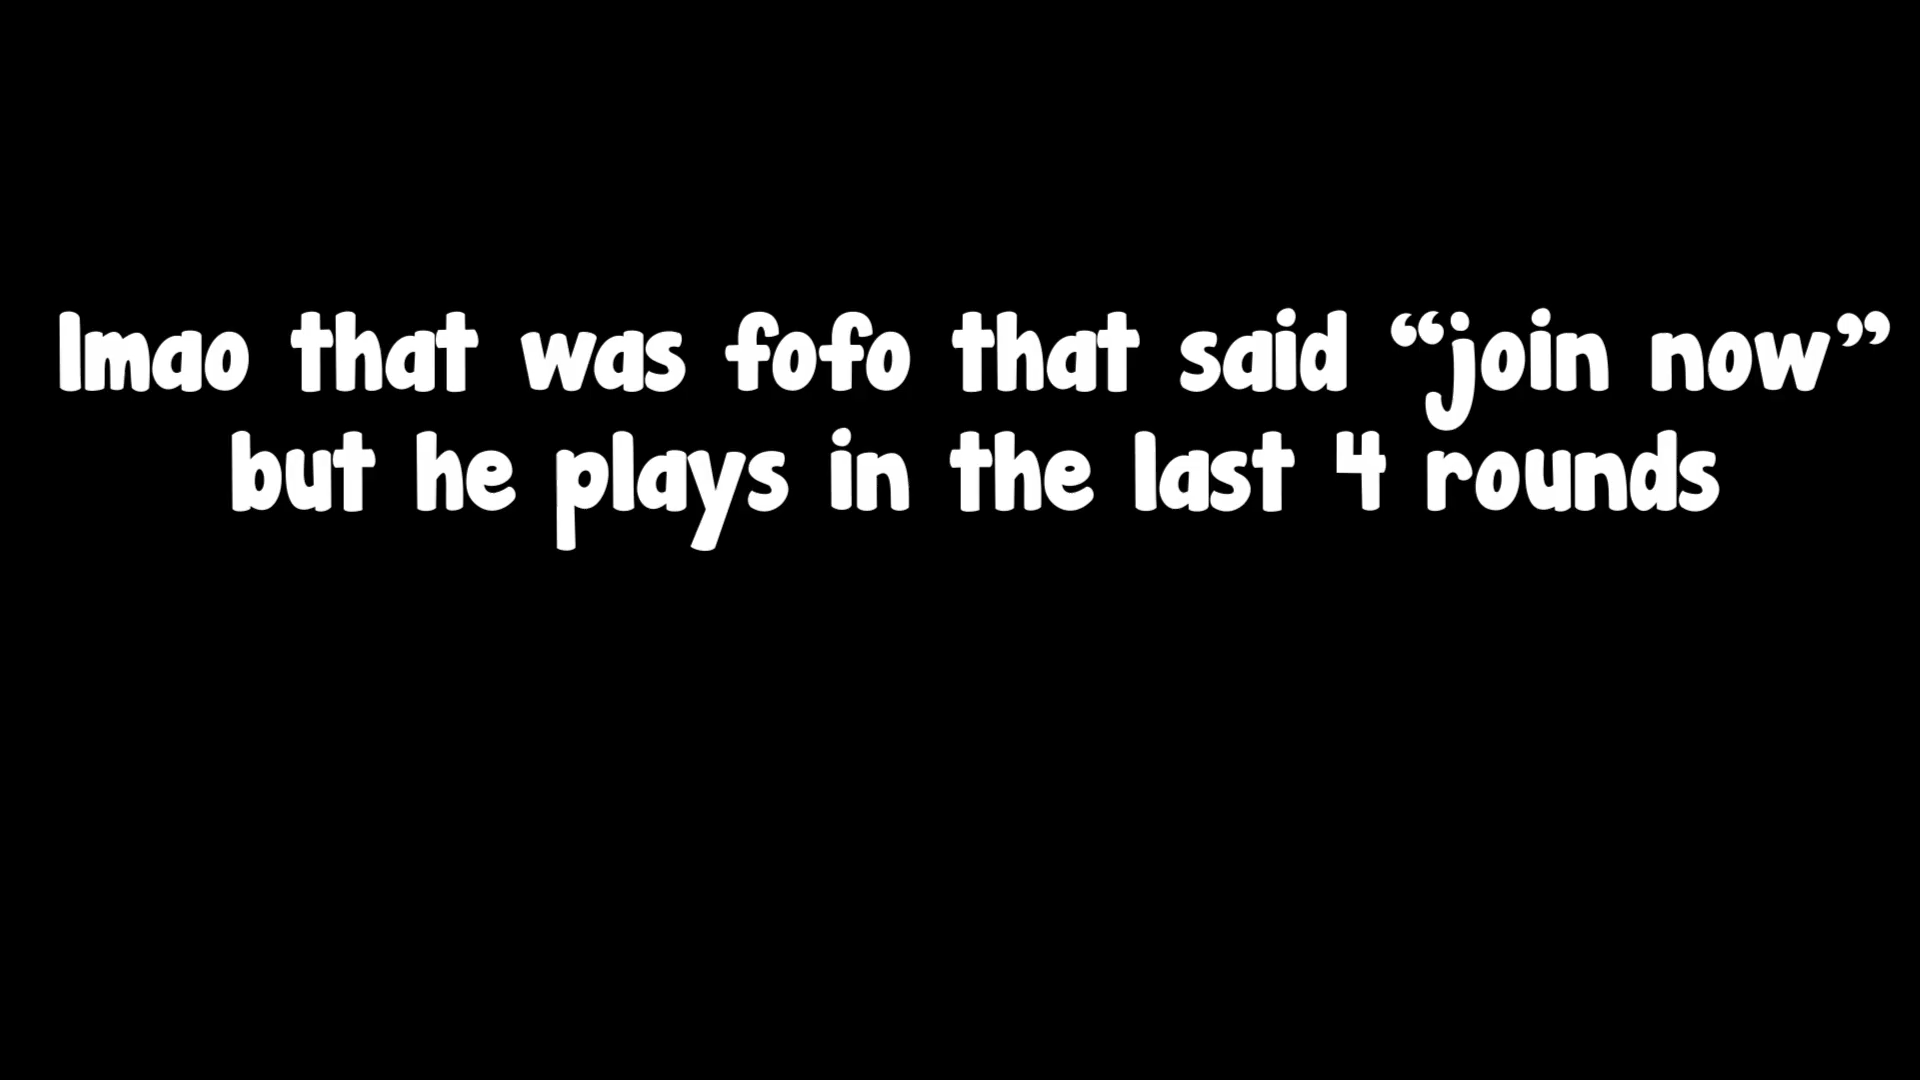 lmao that was fofo that said “join now”
but he plays in the last 4 rounds